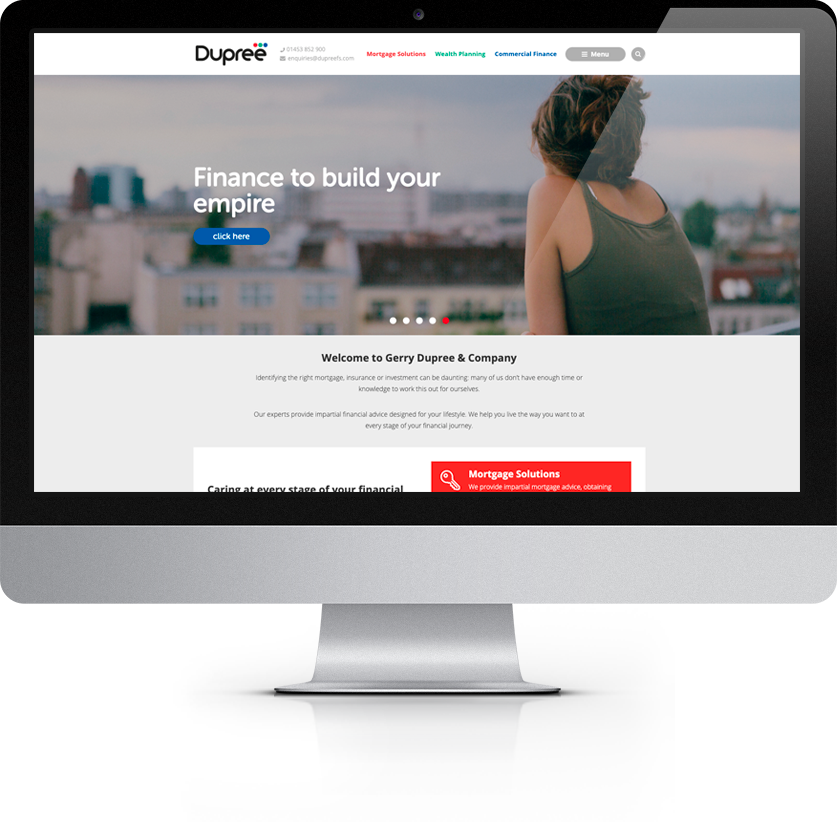 Dupree
01453 852 900
enquiries@dupreefs.com
Mortgage Solutions
Wealth Planning
Commercial Finance
Menu
Finance to build your
empire
click here
Welcome to Gerry Dupree & Company
Identifying the right mortgage, insurance or investment can be daunting: many of us don't have enough time or
knowledge to work this out for ourselves.
Our experts provide impartial financial advice designed for your lifestyle. We help you live the way you want to at
every stage of your financial journey.
Caring at every stage of your financial
Mortgage Solutions
We provide impartial mortgage advice, obtaining